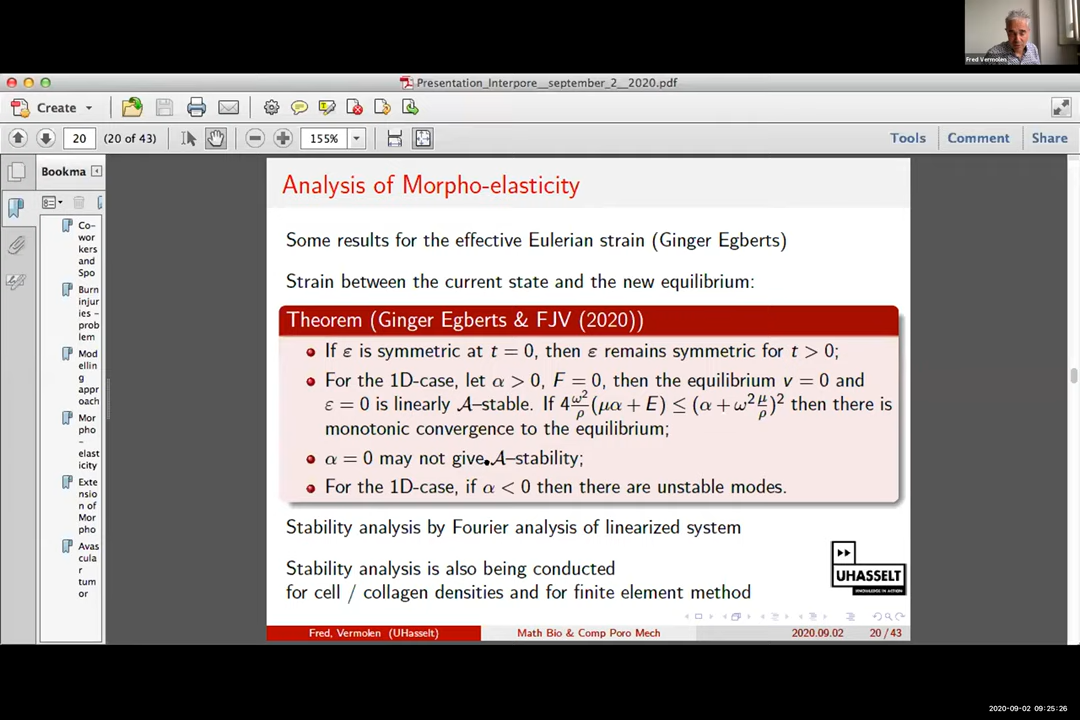 Fred Vermolen
Presentation_Interpore__september_2__2020.pdf
Create
20 (20 of 43) 155% Tools Comment Share
Bookma
Co-
wor
kers
and
Spo
Burn
injur
ies –
prob
lem
Mod
ellin
g
appr
oach
Mor
pho
–
elast
icity
Exte
nsio
n of
Mor
pho
Avas
cula
r
tum
or
Analysis of Morpho-elasticity
Some results for the effective Eulerian strain (Ginger Egberts)
Strain between the current state and the new equilibrium:
Theorem (Ginger Egberts & FJV (2020))
If ε is symmetric at t = 0, then ε remains symmetric for t > 0;
For the 1D-case, let α > 0, F = 0, then the equilibrium v = 0 and
ε = 0 is linearly 𝒜–stable. If 4ω²/ρ(μα + E) ≤ (α + ω²μ/ρ)² then there is
monotonic convergence to the equilibrium;
α = 0 may not give 𝒜–stability;
For the 1D-case, if α < 0 then there are unstable modes.
Stability analysis by Fourier analysis of linearized system
Stability analysis is also being conducted
for cell / collagen densities and for finite element method
UHASSELT
KNOWLEDGE IN ACTION
Fred, Vermolen (UHasselt) Math Bio & Comp Poro Mech 2020.09.02 20 / 43
2020-09-02 09:25:26